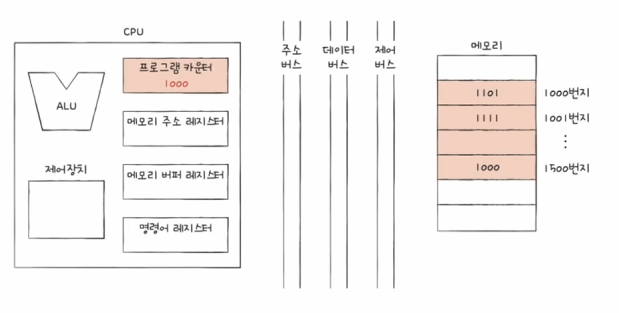 CPU
프로그램 카운터
1000
ALU
메모리 주소 레지스터
제어장치
메모리 버퍼 레지스터
명령어 레지스터
주소
버스
데이터
버스
제어
버스
메모리
1101
1000번지
1111
1001번지
⋮
1000
1500번지